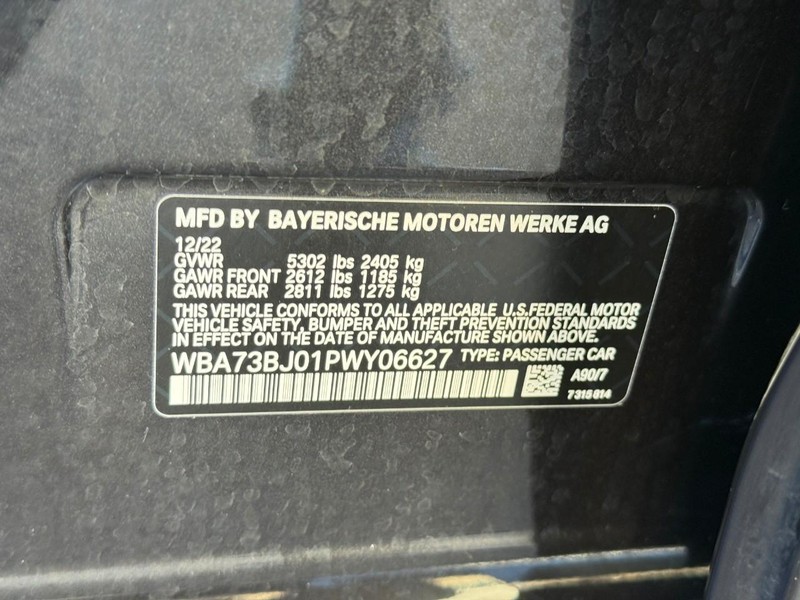 MFD BY BAYERISCHE MOTOREN WERKE AG
12/22
GVWR 5302 lbs 2405 kg
GAWR FRONT 2612 lbs 1185 kg
GAWR REAR 2811 lbs 1275 kg
THIS VEHICLE CONFORMS TO ALL APPLICABLE U.S.FEDERAL MOTOR
VEHICLE SAFETY, BUMPER AND THEFT PREVENTION STANDARDS
IN EFFECT ON THE DATE OF MANUFACTURE SHOWN ABOVE.
WBA73BJ01PWY06627 TYPE: PASSENGER CAR
A90/7
7315814